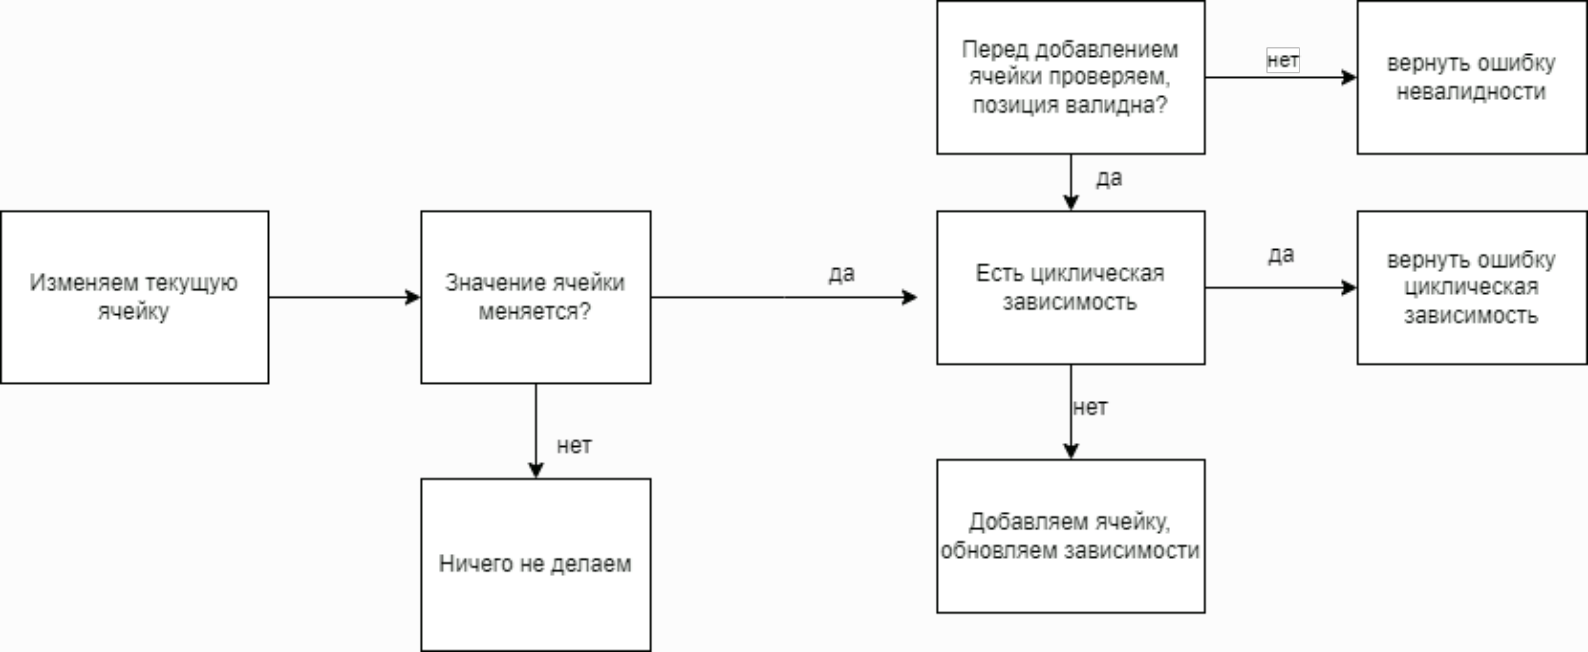 Перед добавлением
ячейки проверяем,
позиция валидна?
нет
вернуть ошибку
невалидности
да
Изменяем текущую
ячейку
Значение ячейки
меняется?
да
Есть циклическая
зависимость
да
вернуть ошибку
циклическая
зависимость
нет
нет
Ничего не делаем
Добавляем ячейку,
обновляем зависимости